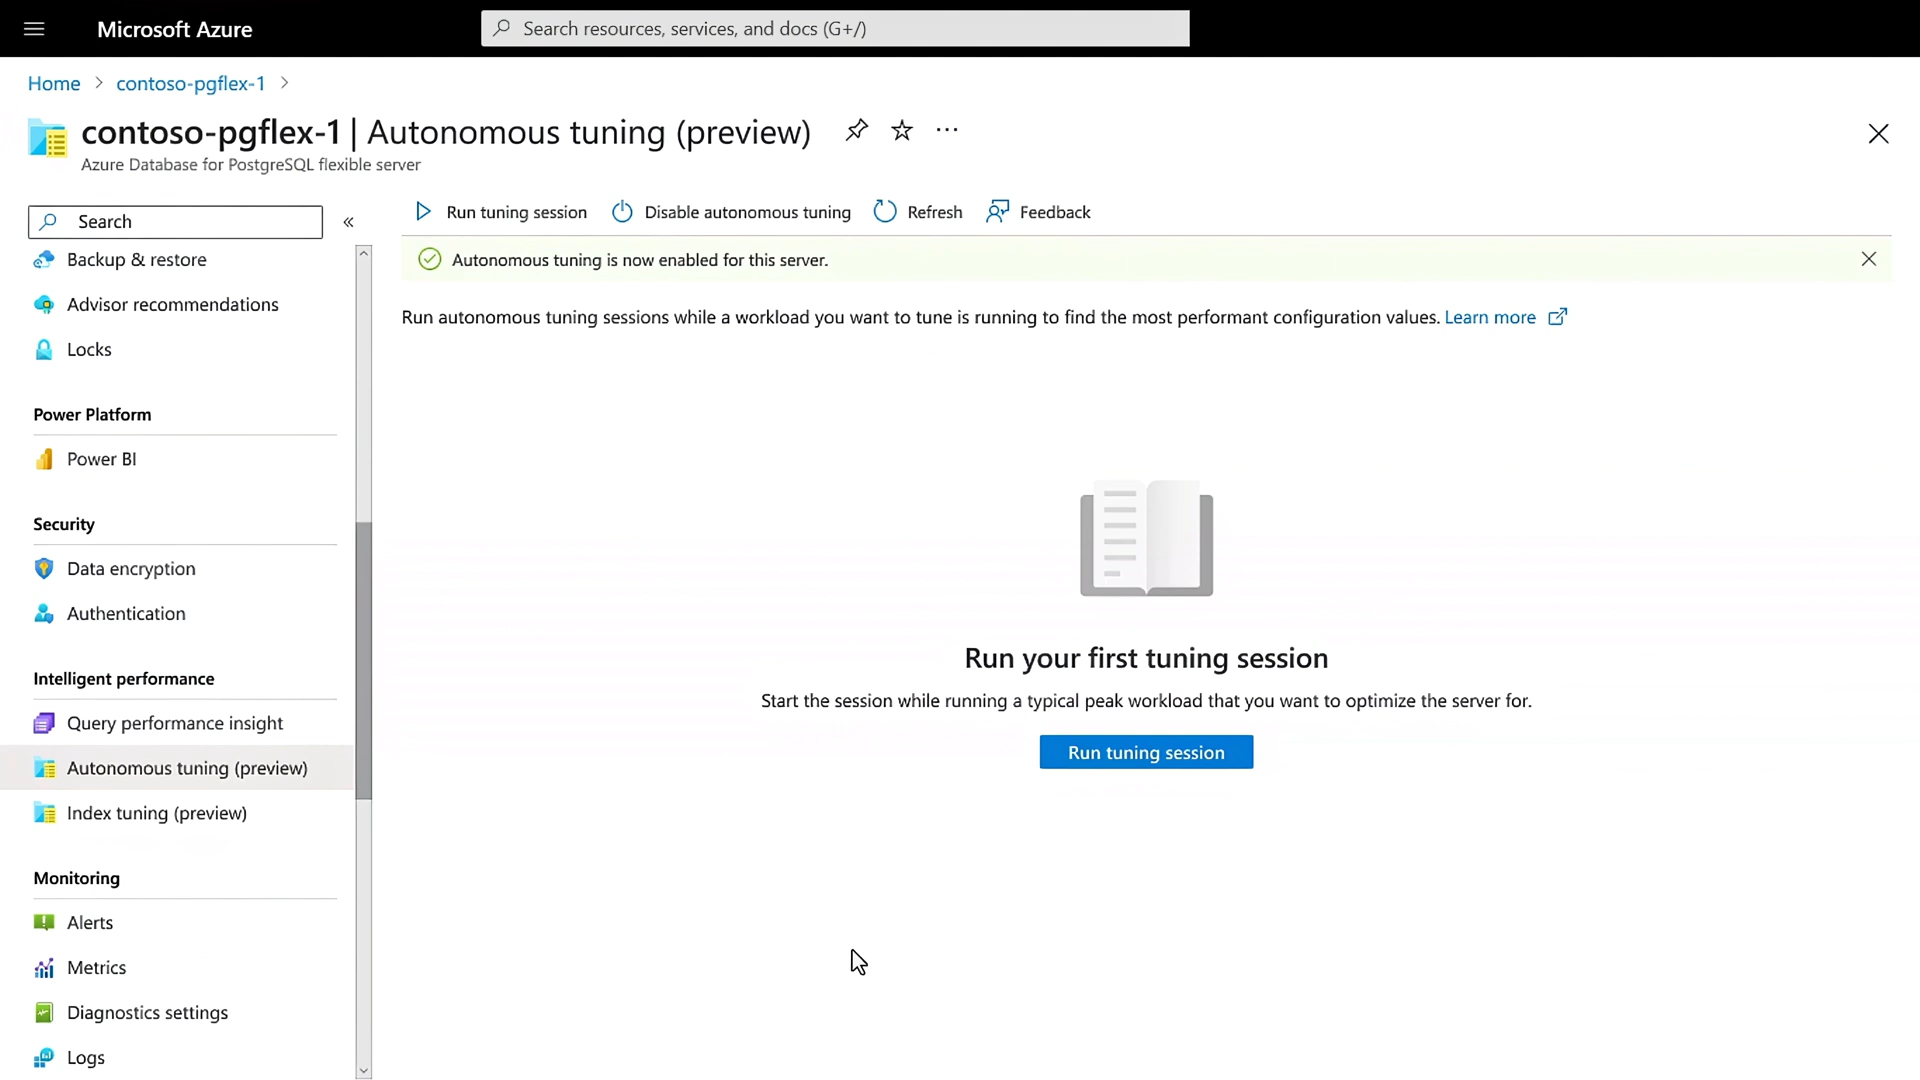 Microsoft Azure
Search resources, services, and docs (G+/)
Home
contoso-pgflex-1
contoso-pgflex-1 | Autonomous tuning (preview)
Azure Database for PostgreSQL flexible server
Search
Run tuning session
Disable autonomous tuning
Refresh
Feedback
Autonomous tuning is now enabled for this server.
Run autonomous tuning sessions while a workload you want to tune is running to find the most performant configuration values. Learn more
Backup & restore
Advisor recommendations
Locks
Power Platform
Power BI
Security
Data encryption
Authentication
Intelligent performance
Query performance insight
Autonomous tuning (preview)
Index tuning (preview)
Monitoring
Alerts
Metrics
Diagnostics settings
Logs
Run your first tuning session
Start the session while running a typical peak workload that you want to optimize the server for.
Run tuning session